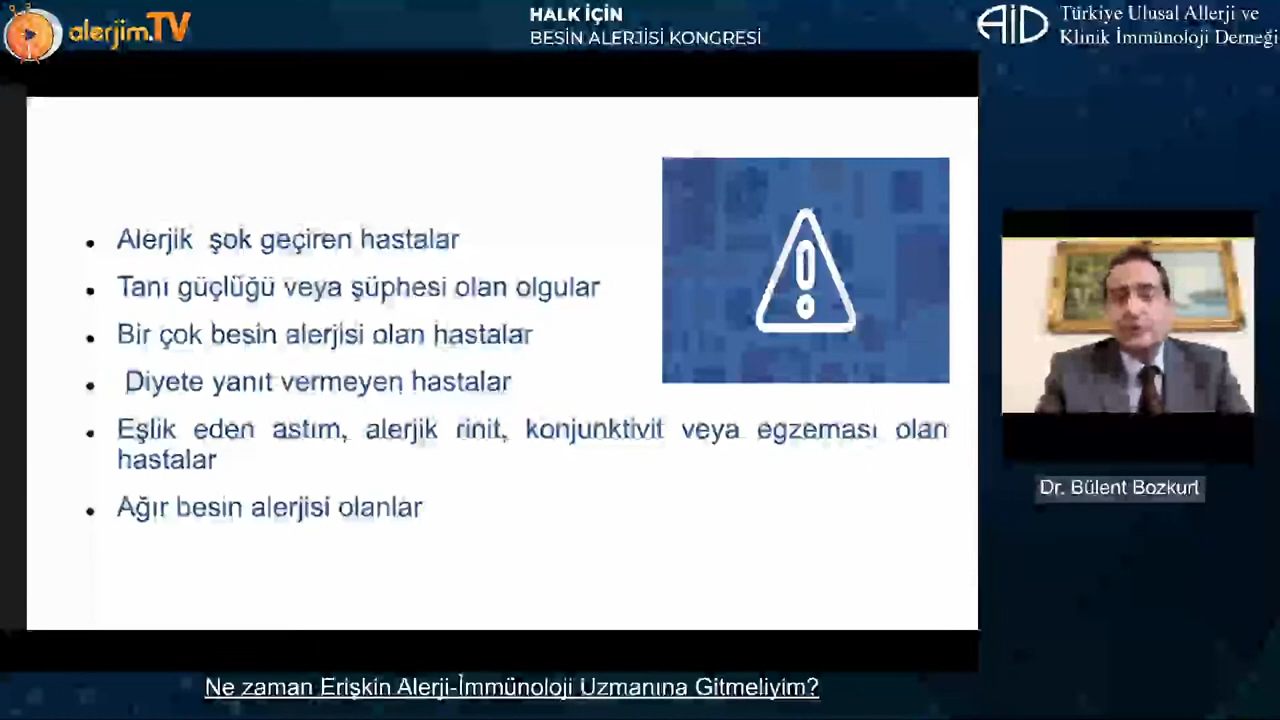 alerjim.TV
HALK İÇİN
BESİN ALERJİSİ KONGRESİ
AİD
Türkiye Ulusal Allerji ve
Klinik İmmünoloji Derneği
• Alerjik şok geçiren hastalar
• Tanı güçlüğü veya şüphesi olan olgular
• Bir çok besin alerjisi olan hastalar
• Diyete yanıt vermeyen hastalar
• Eşlik eden astım, alerjik rinit, konjunktivit veya egzeması olan
hastalar
• Ağır besin alerjisi olanlar
Dr. Bülent Bozkurt
Ne zaman Erişkin Alerji-İmmünoloji Uzmanına Gitmeliyim?